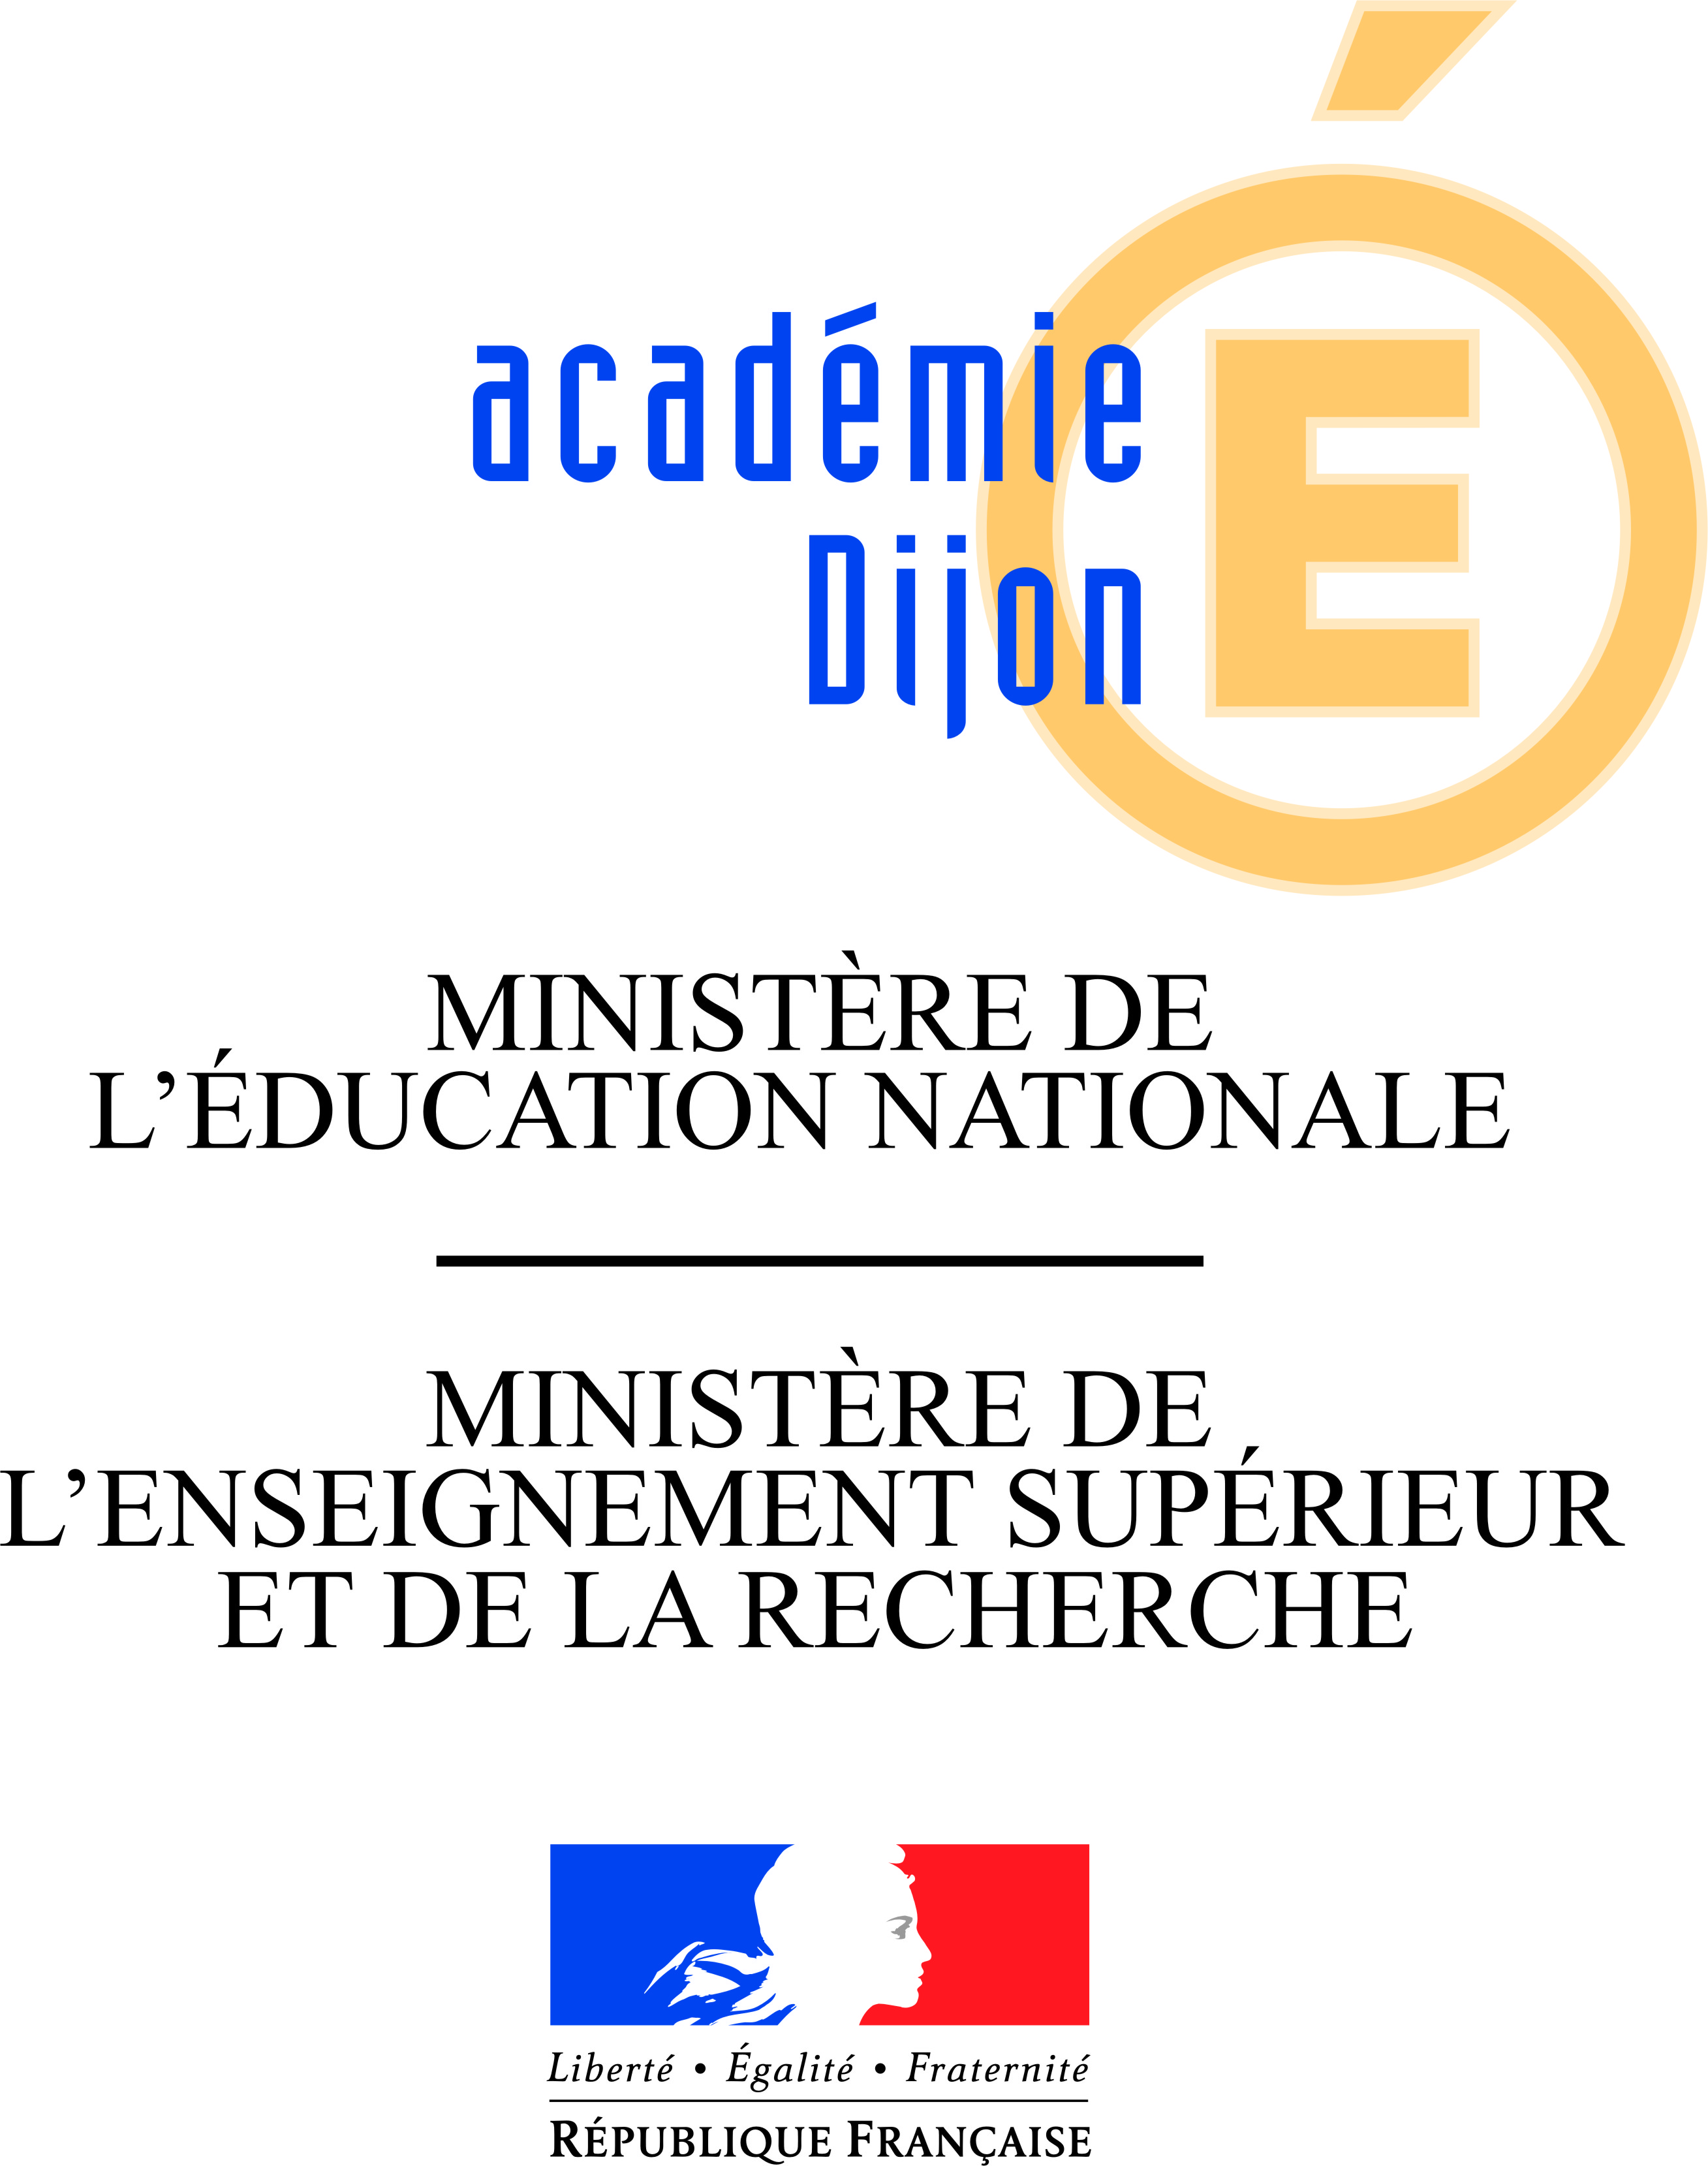 É
académie
Dijon
MINISTÈRE DE
L'ÉDUCATION NATIONALE
MINISTÈRE DE
L'ENSEIGNEMENT SUPÉRIEUR
ET DE LA RECHERCHE
Liberté • Égalité • Fraternité
RÉPUBLIQUE FRANÇAISE